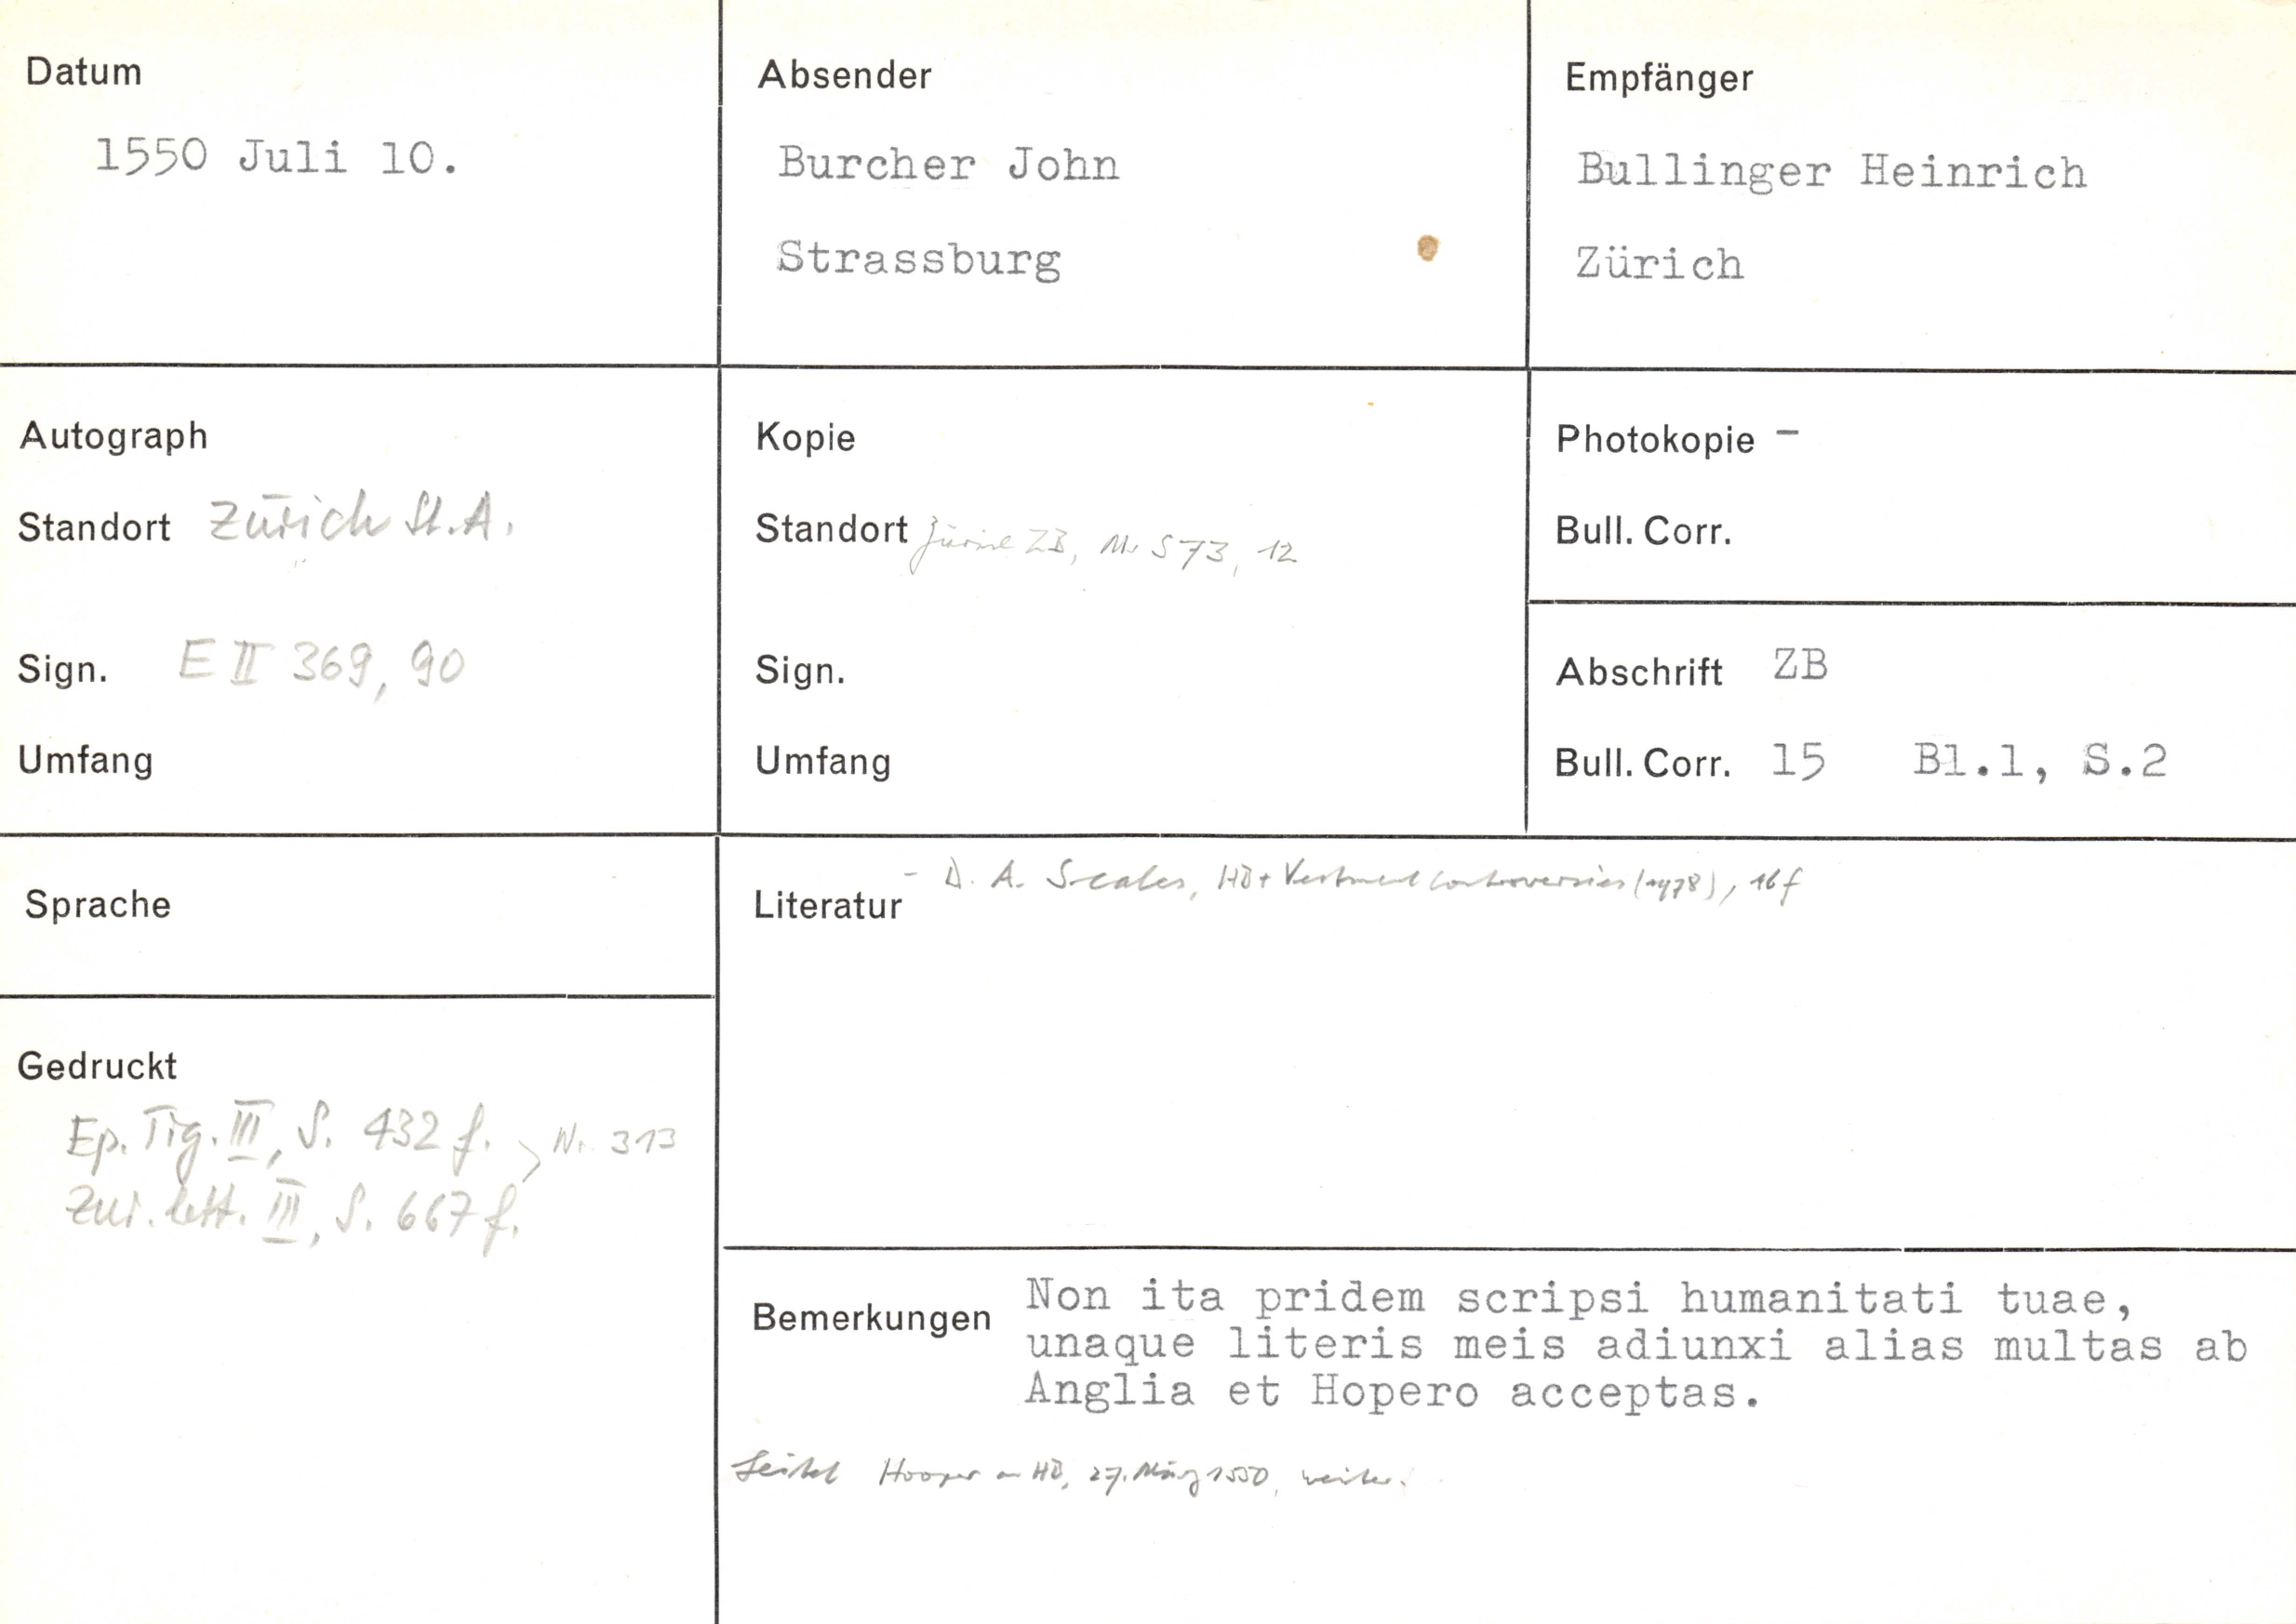 Datum
1550 Juli 10.
Absender
Burcher John
Strassburg
Empfänger
Bullinger Heinrich
Zürich
Autograph
Standort Zürich St.A.
Sign. E II 369, 90
Umfang
Kopie
Standort Zürich ZB, Ms S 73, 12
Sign.
Umfang
Photokopie -
Bull. Corr.
Abschrift ZB
Bull. Corr. 15 Bl.1, S.2
Sprache
Gedruckt
Ep. Tig. III, S. 432 f. > Nr. 313
Zur. lett. III, S. 667 f.
- D. A. Scales, HB + Vestment controversies (1978), 16 f
Literatur
Bemerkungen Non ita pridem scripsi humanitati tuae,
unaque literis meis adiunxi alias multas ab
Anglia et Hopero acceptas.
Hooper an HB, 27. März 1550, weiter.